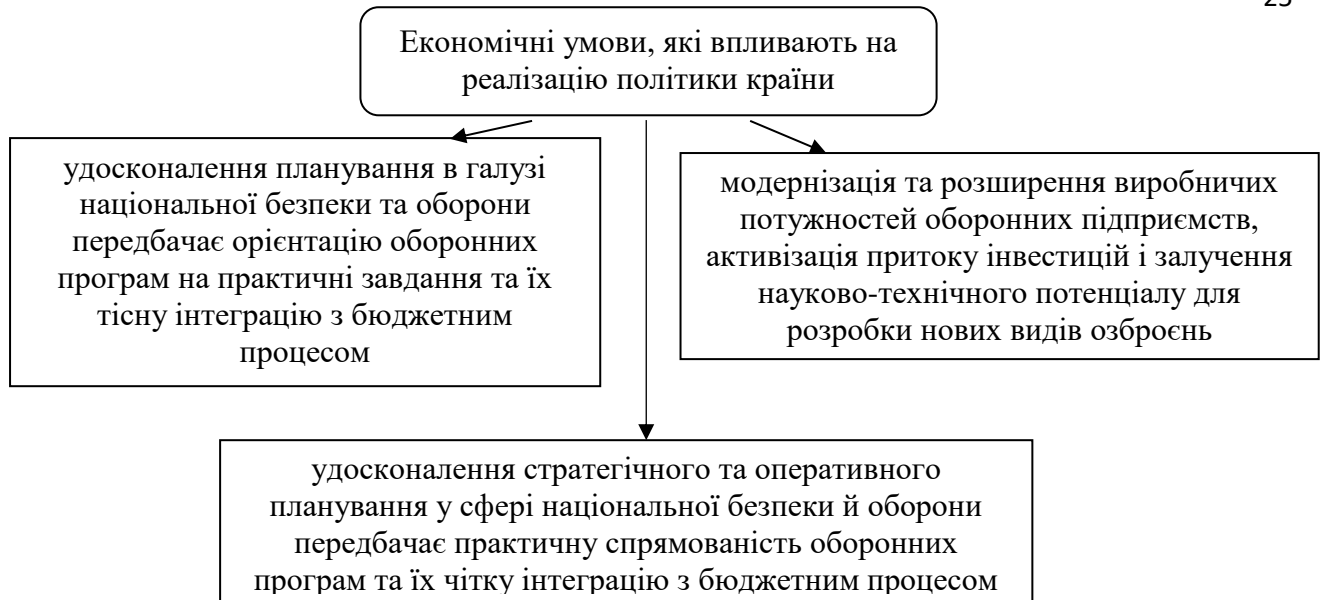 Економічні умови, які впливають на
реалізацію політики країни
удосконалення планування в галузі
національної безпеки та оборони
передбачає орієнтацію оборонних
програм на практичні завдання та їх
тісну інтеграцію з бюджетним
процесом
модернізація та розширення виробничих
потужностей оборонних підприємств,
активізація притоку інвестицій і залучення
науково-технічного потенціалу для
розробки нових видів озброєнь
удосконалення стратегічного та оперативного
планування у сфері національної безпеки й оборони
передбачає практичну спрямованість оборонних
програм та їх чітку інтеграцію з бюджетним процесом